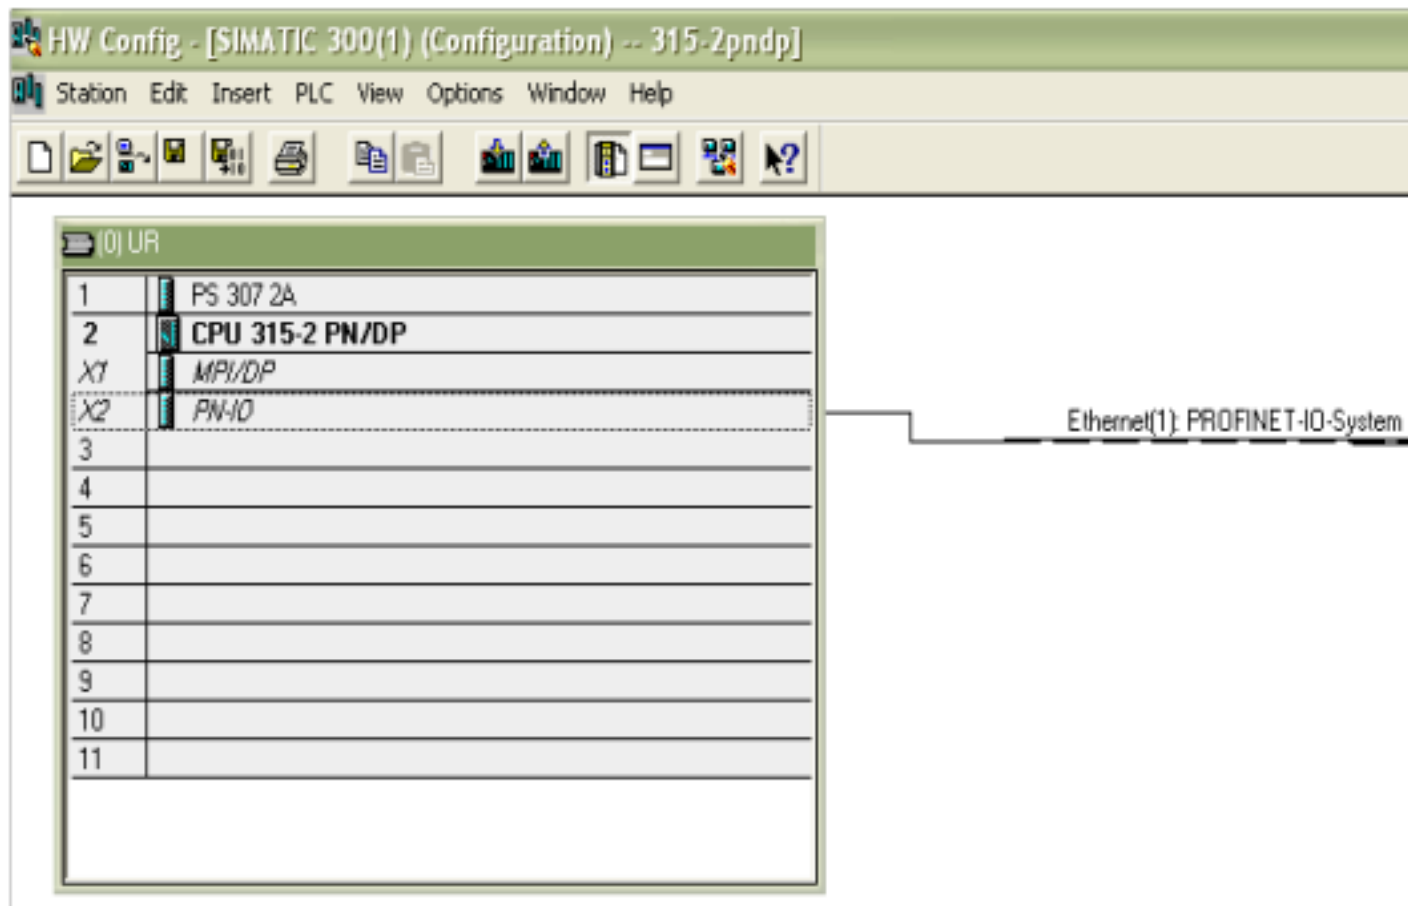 HW Config - [SIMATIC 300(1) (Configuration) -- 315-2pndp]
Station Edit Insert PLC View Options Window Help
(0) UR
1 PS 307 2A
2 CPU 315-2 PN/DP
X1 MPI/DP
X2 PN-IO
Ethernet(1): PROFINET-IO-System
3
4
5
6
7
8
9
10
11